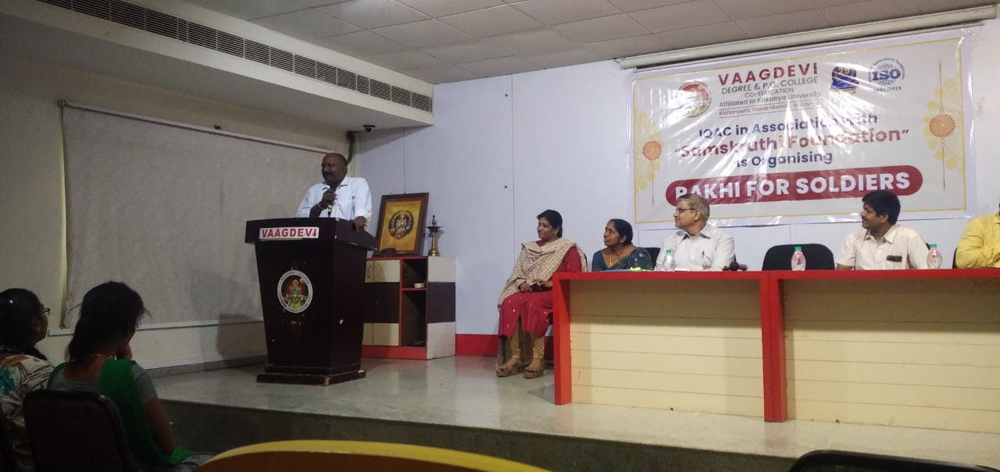 VAAGDEVI
DEGREE & P.G. COLLEGE
CO-EDUCATION
Affiliated to Kakatiya University
Kishanpura, Hanamkonda, Warangal
ISO
9001:2015
IQAC in Association With
"Samskruthi Foundation"
is Organising
RAKHI FOR SOLDIERS
VAAGDEVI